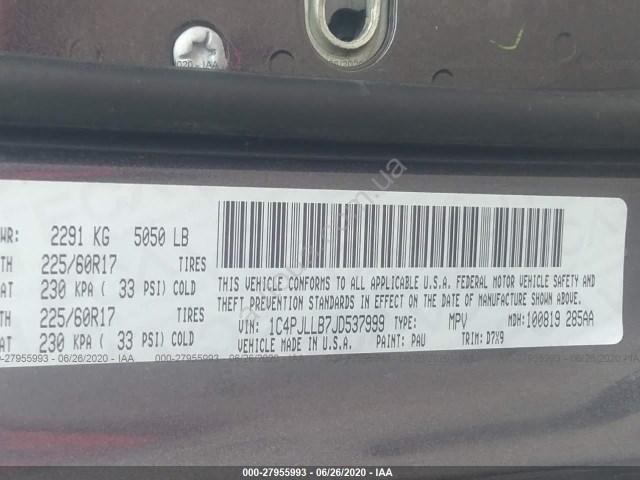 020 - IAA
WR: 2291 KG 5050 LB
TH 225/60R17 TIRES
AT 230 KPA ( 33 PSI) COLD
TH 225/60R17 TIRES
AT 230 KPA ( 33 PSI) COLD
THIS VEHICLE CONFORMS TO ALL APPLICABLE U.S.A. FEDERAL MOTOR VEHICLE SAFETY AND
THEFT PREVENTION STANDARDS IN EFFECT ON THE DATE OF MANUFACTURE SHOWN ABOVE.
VIN: 1C4PJLLB7JD537999 TYPE: MPV MDH: 100819 285AA
VEHICLE MADE IN U.S.A. PAINT: PAU TRIM: D7X9
0-27955993 / 06/26/2020 - IAA
000-27955993 / 06/26/2020 - IAA
000-27955993 / 06/26/2020 - IAA